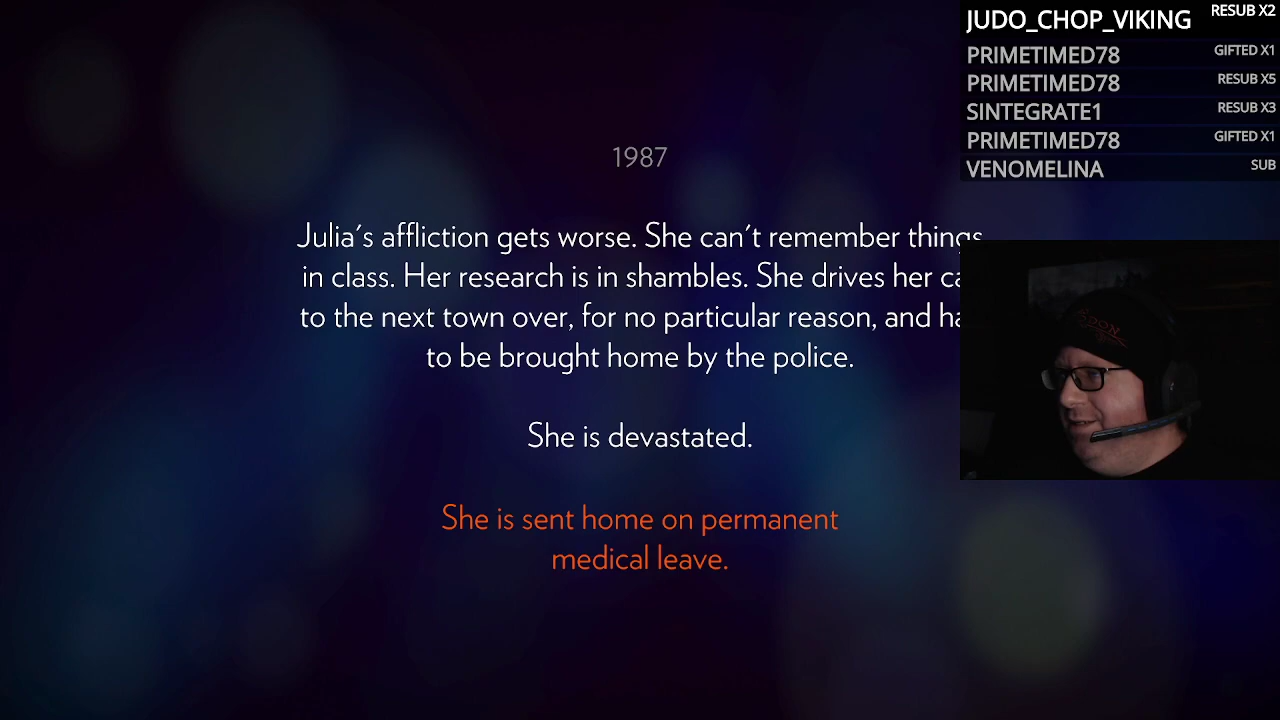 JUDO_CHOP_VIKING RESUB X2
PRIMETIMED78 GIFTED X1
PRIMETIMED78 RESUB X5
SINTEGRATE1 RESUB X3
PRIMETIMED78 GIFTED X1
VENOMELINA SUB
1987
Julia's affliction gets worse. She can't remember things
in class. Her research is in shambles. She drives her ca
to the next town over, for no particular reason, and ha
to be brought home by the police.
She is devastated.
She is sent home on permanent
medical leave.